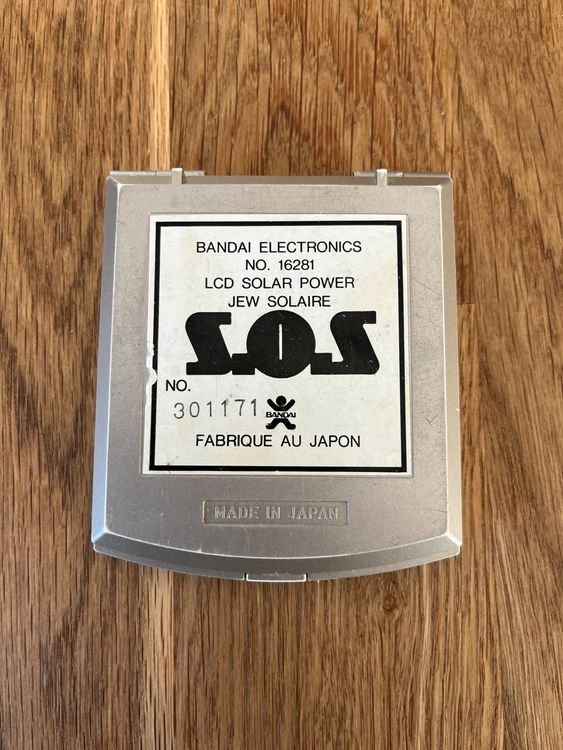 BANDAI ELECTRONICS
NO. 16281
LCD SOLAR POWER
JEW SOLAIRE
S.O.S
NO.
301171
BANDAI
FABRIQUE AU JAPON
MADE IN JAPAN